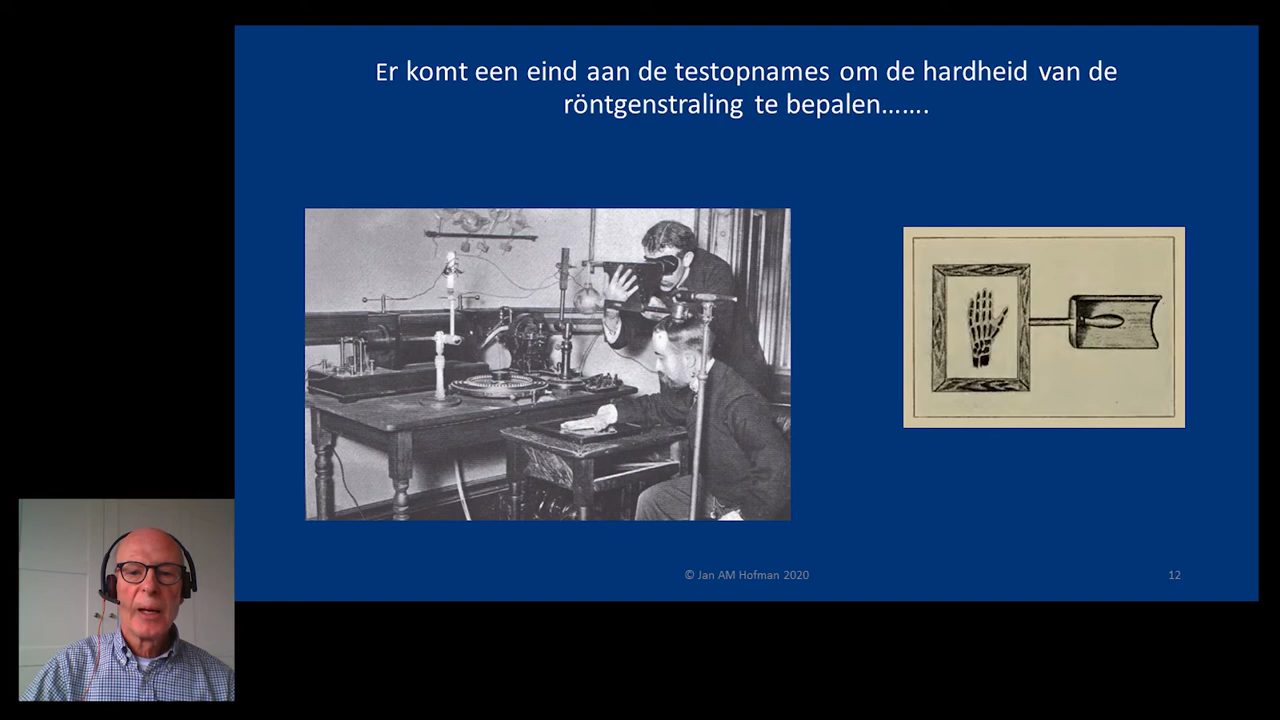 Er komt een eind aan de testopnames om de hardheid van de
röntgenstraling te bepalen…….
© Jan AM Hofman 2020
12